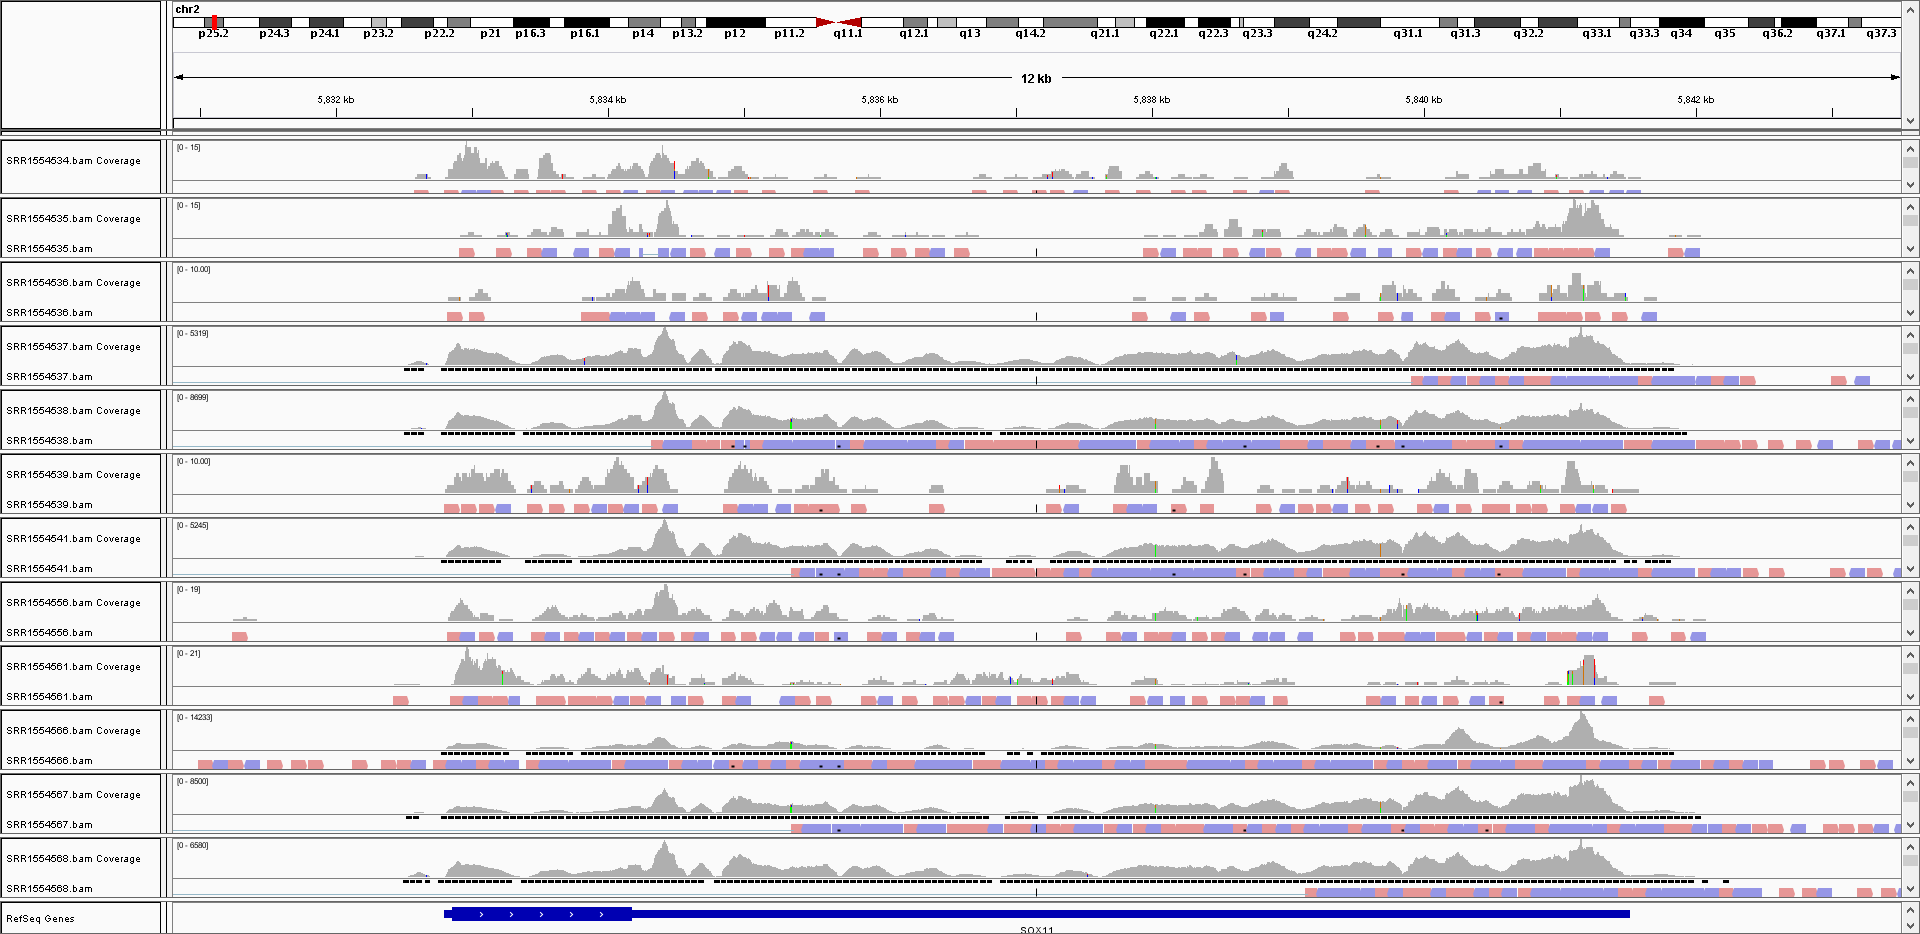 chr2
p25.2 p24.3 p24.1 p23.2 p22.2 p21 p16.3 p16.1 p14 p13.2 p12 p11.2 q11.1 q12.1 q13 q14.2 q21.1 q22.1 q22.3 q23.3 q24.2 q31.1 q31.3 q32.2 q33.1 q33.3 q34 q35 q36.2 q37.1 q37.3
12 kb
5,832 kb 5,834 kb 5,836 kb 5,838 kb 5,840 kb 5,842 kb
SRR1554534.bam Coverage [0 - 15]
SRR1554535.bam Coverage [0 - 15]
SRR1554535.bam
SRR1554536.bam Coverage [0 - 10.00]
SRR1554536.bam
SRR1554537.bam Coverage [0 - 5319]
SRR1554537.bam
SRR1554538.bam Coverage [0 - 8699]
SRR1554538.bam
SRR1554539.bam Coverage [0 - 10.00]
SRR1554539.bam
SRR1554541.bam Coverage [0 - 5245]
SRR1554541.bam
SRR1554556.bam Coverage [0 - 19]
SRR1554556.bam
SRR1554561.bam Coverage [0 - 21]
SRR1554561.bam
SRR1554566.bam Coverage [0 - 14233]
SRR1554566.bam
SRR1554567.bam Coverage [0 - 8500]
SRR1554567.bam
SRR1554568.bam Coverage [0 - 6580]
SRR1554568.bam
RefSeq Genes
SOX11